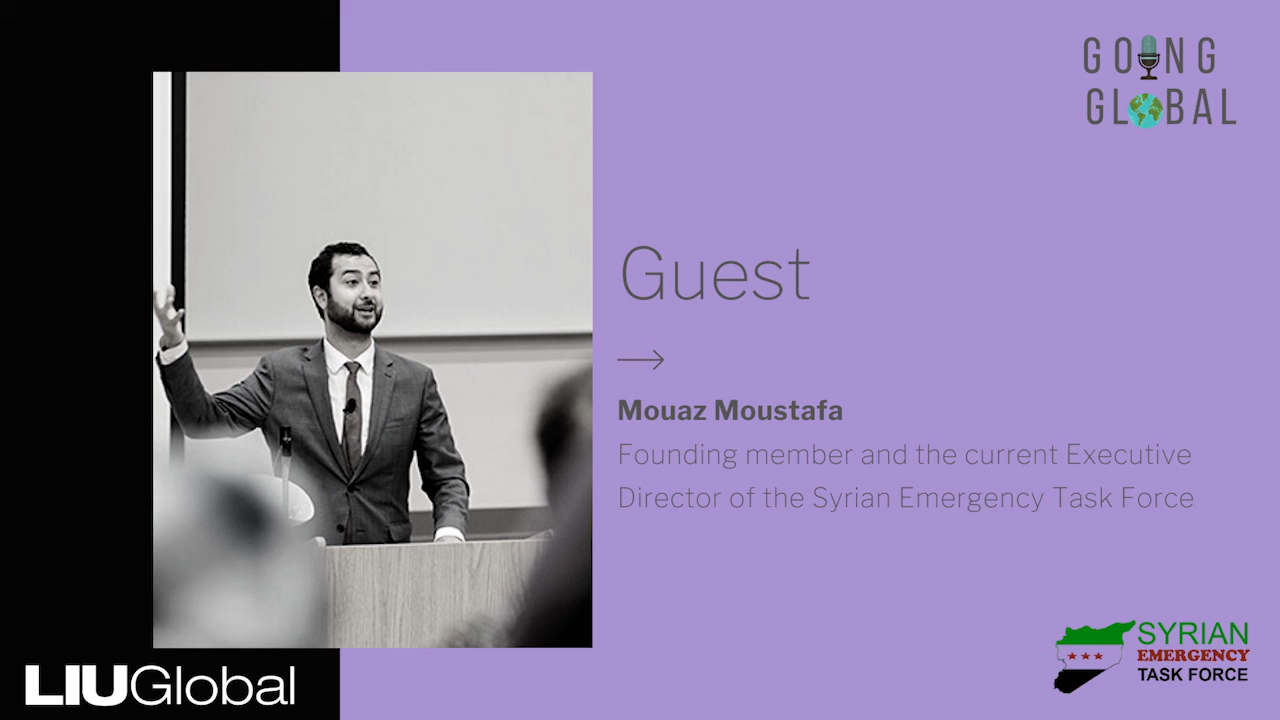 GOING
GLOBAL
Guest
Mouaz Moustafa
Founding member and the current Executive
Director of the Syrian Emergency Task Force
SYRIAN
EMERGENCY
TASK FORCE
LIUGlobal